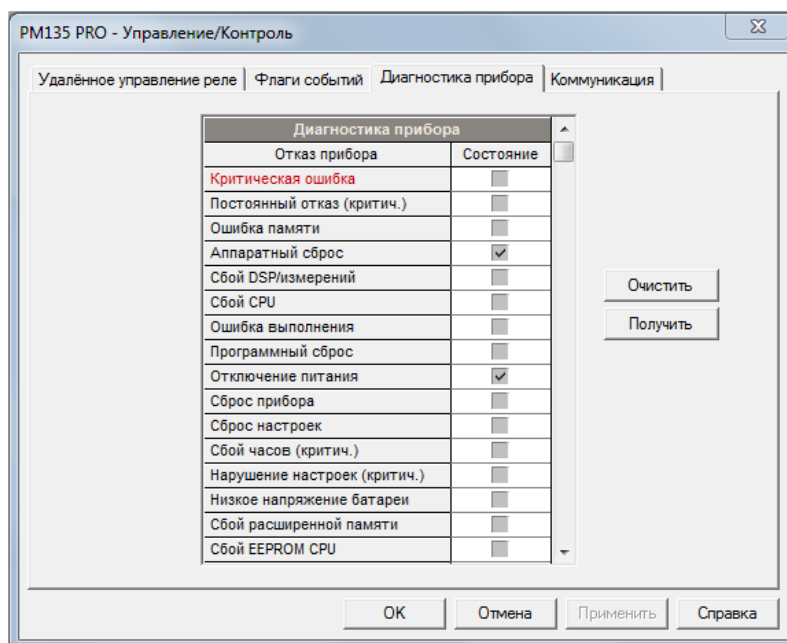 PM135 PRO - Управление/Контроль
Удалённое управление реле Флаги событий Диагностика прибора Коммуникация
Диагностика прибора
Отказ прибора Состояние
Критическая ошибка
Постоянный отказ (критич.)
Ошибка памяти
Аппаратный сброс
Сбой DSP/измерений
Очистить
Сбой CPU
Ошибка выполнения
Получить
Программный сброс
Отключение питания
Сброс прибора
Сброс настроек
Сбой часов (критич.)
Нарушение настроек (критич.)
Низкое напряжение батареи
Сбой расширенной памяти
Сбой EEPROM CPU
OK Отмена Применить Справка